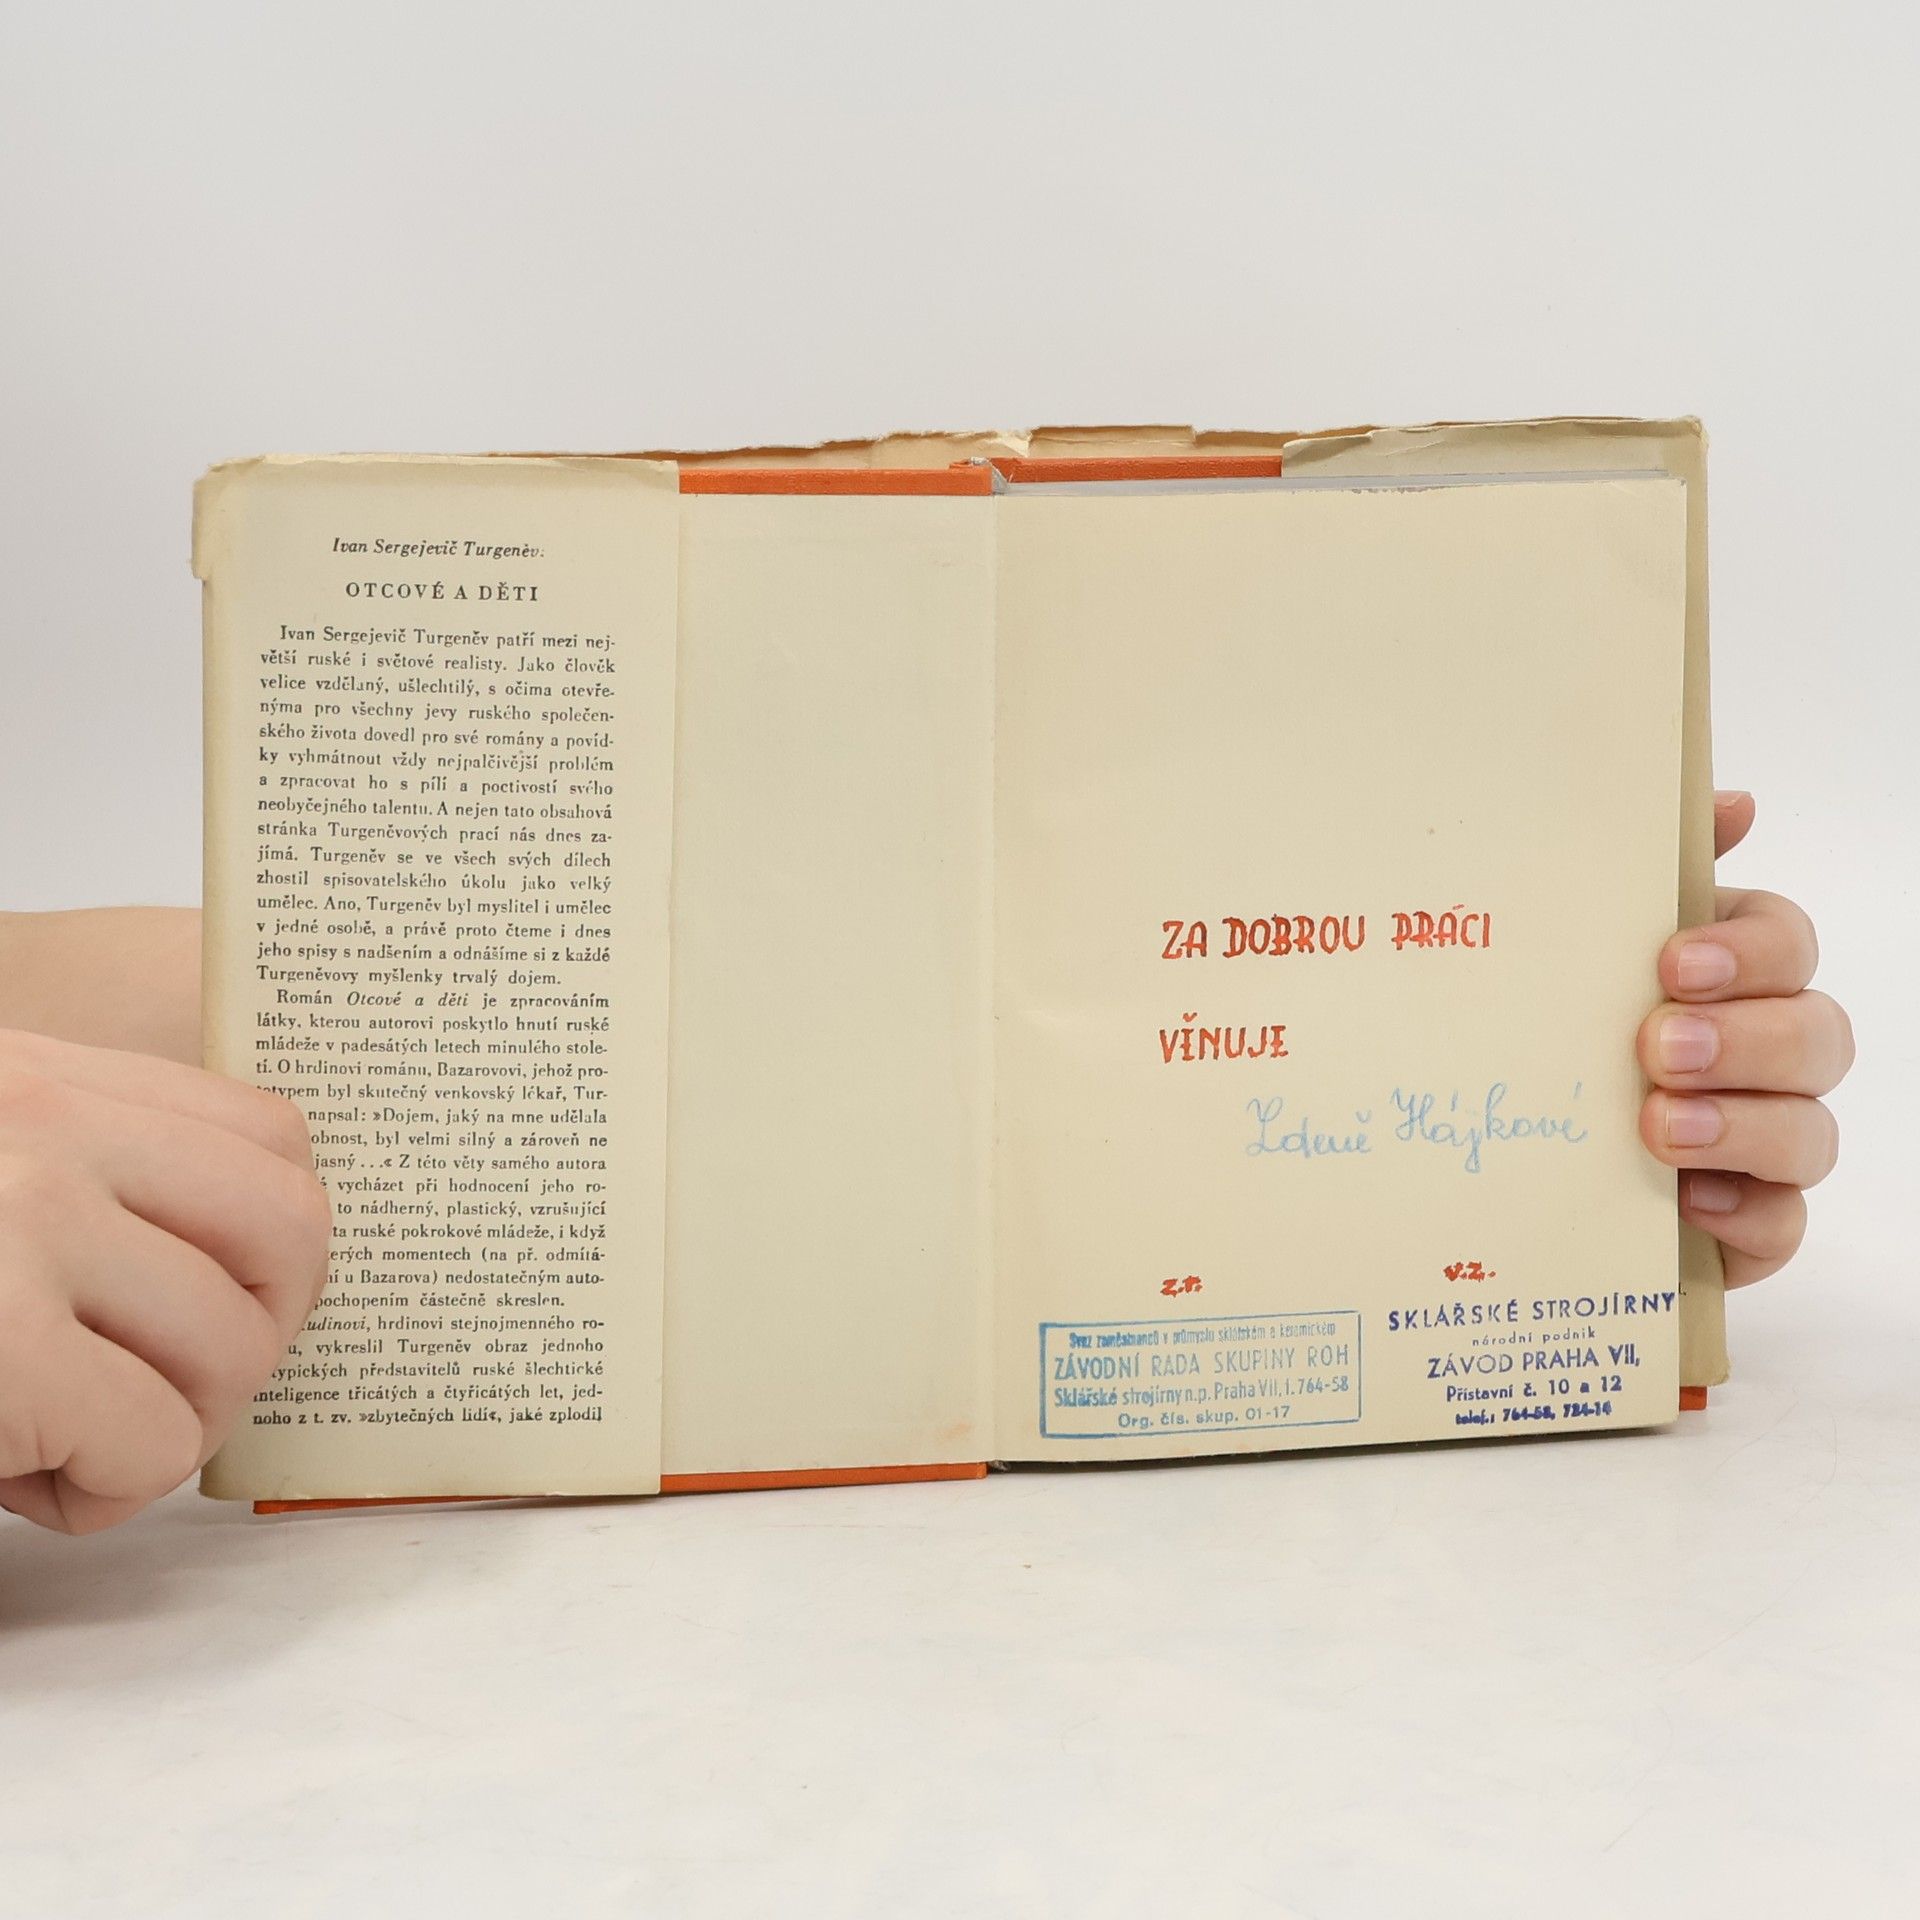 Ivan Sergejevič Turgeněv:
OTCOVÉ A DĚTI
Ivan Sergejevič Turgeněv patří mezi nej-
větší ruské i světové realisty. Jako člověk
velice vzdělaný, ušlechtilý, s očima otevře-
nýma pro všechny jevy ruského společen-
ského života dovedl pro své romány a povíd-
ky vyhmátnout vždy nejpalčivější problém
a zpracovat ho s pílí a poctivostí svého
neobyčejného talentu. A nejen tato obsahová
stránka Turgeněvových prací nás dnes za-
jímá. Turgeněv se ve všech svých dílech
zhostil spisovatelského úkolu jako velký
umělec. Ano, Turgeněv byl myslitel i umělec
v jedné osobě, a právě proto čteme i dnes
jeho spisy s nadšením a odnášíme si z každé
Turgeněvovy myšlenky trvalý dojem.
Román Otcové a děti je zpracováním
látky, kterou autorovi poskytlo hnutí ruské
mládeže v padesátých letech minulého stole-
tí. O hrdinovi románu, Bazarovovi, jehož pro-
totypem byl skutečný venkovský lékař, Tur-
napsal: »Dojem, jaký na mne udělala
obnost, byl velmi silný a zároveň ne
jasný...« Z této věty samého autora
vycházet při hodnocení jeho ro-
to nádherný, plastický, vzrušující
ta ruské pokrokové mládeže, i když
erých momentech (na př. odmítá-
ní u Bazarova) nedostatečným auto-
pochopením částečně skreslen.
udinovi, hrdinovi stejnojmenného ro-
u, vykreslil Turgeněv obraz jednoho
typických představitelů ruské šlechtické
inteligence třicátých a čtyřicátých let, jed-
noho z t. zv. »zbytečných lidí«, jaké zplodil
ZA DOBROU PRÁCI
VĚNUJE
Zdeně Hájkové
Z.R.
V.Z.
Svaz zaměstnanců v průmyslu sklářském a keramickém
ZÁVODNÍ RADA SKUPINY ROH
Sklářské strojírny n.p. Praha VII, t. 764-58
Org. čís. skup. 01-17
SKLÁŘSKÉ STROJÍRNY
národní podnik
ZÁVOD PRAHA VII,
Přístavní č. 10 a 12
telef.: 764-58, 724-14